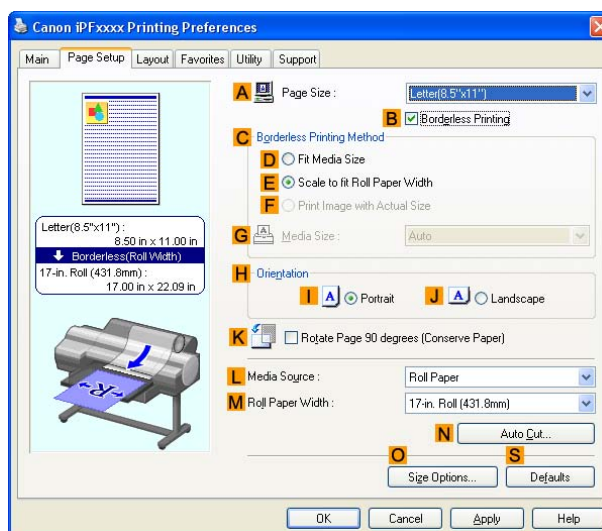 Canon iPFxxxx Printing Preferences
Main Page Setup Layout Favorites Utility Support
A Page Size : Letter(8.5"x11")
B Borderless Printing
C Borderless Printing Method
D Fit Media Size
E Scale to fit Roll Paper Width
F Print Image with Actual Size
G Media Size : Auto
Letter(8.5"x11") :
8.50 in x 11.00 in
Borderless(Roll Width)
17-in. Roll (431.8mm) :
17.00 in x 22.09 in
H Orientation
I A Portrait J A Landscape
K Rotate Page 90 degrees (Conserve Paper)
R
L Media Source : Roll Paper
M Roll Paper Width : 17-in. Roll (431.8mm)
N Auto Cut...
O S
Size Options... Defaults
OK Cancel Apply Help